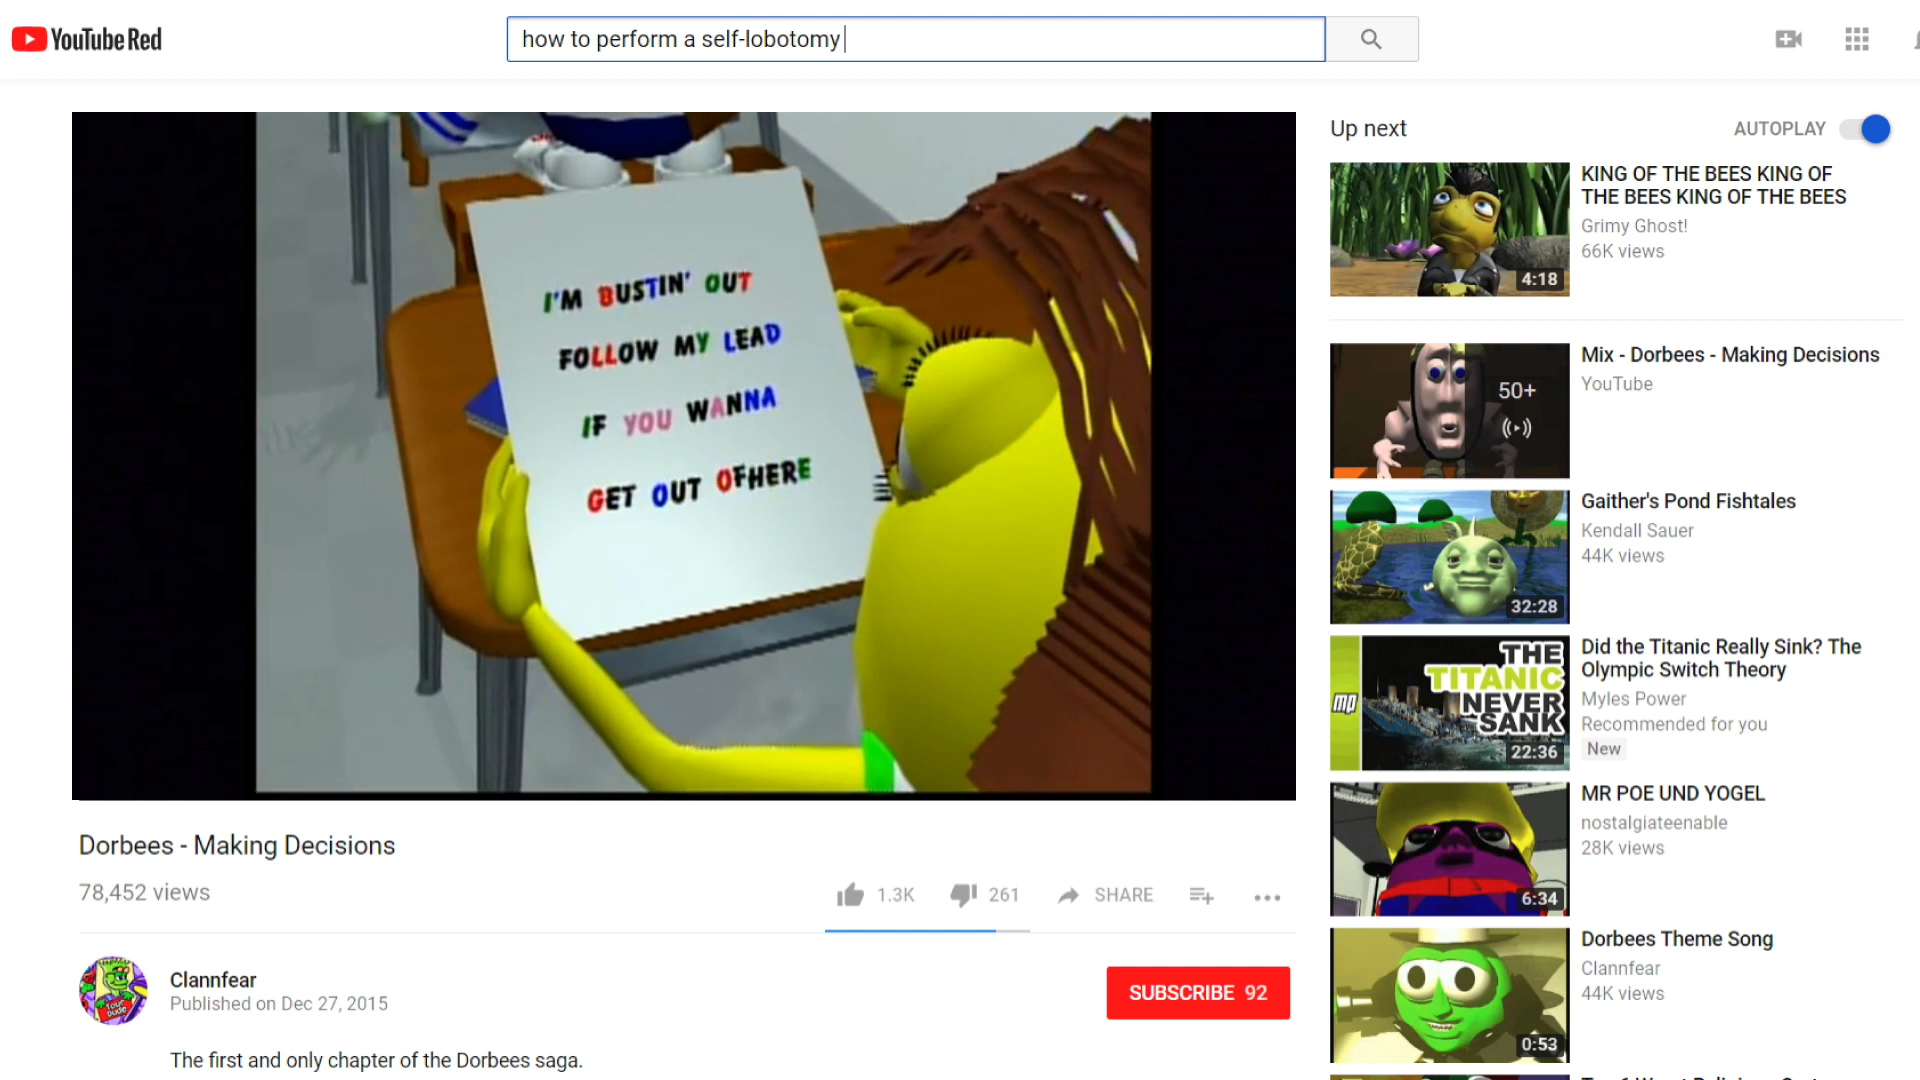 YouTube Red
how to perform a self-lobotomy
I'M BUSTIN' OUT
FOLLOW MY LEAD
IF YOU WANNA
GET OUT OFHERE
Dorbees - Making Decisions
78,452 views
1.3K
261
SHARE
Clannfear
Published on Dec 27, 2015
SUBSCRIBE 92
The first and only chapter of the Dorbees saga.
Up next
AUTOPLAY
4:18
KING OF THE BEES KING OF
THE BEES KING OF THE BEES
Grimy Ghost!
66K views
50+
Mix - Dorbees - Making Decisions
YouTube
32:28
Gaither's Pond Fishtales
Kendall Sauer
44K views
mp
THE
TITANIC
NEVER
SANK
22:36
Did the Titanic Really Sink? The
Olympic Switch Theory
Myles Power
Recommended for you
New
6:34
MR POE UND YOGEL
nostalgiateenable
28K views
0:53
Dorbees Theme Song
Clannfear
44K views